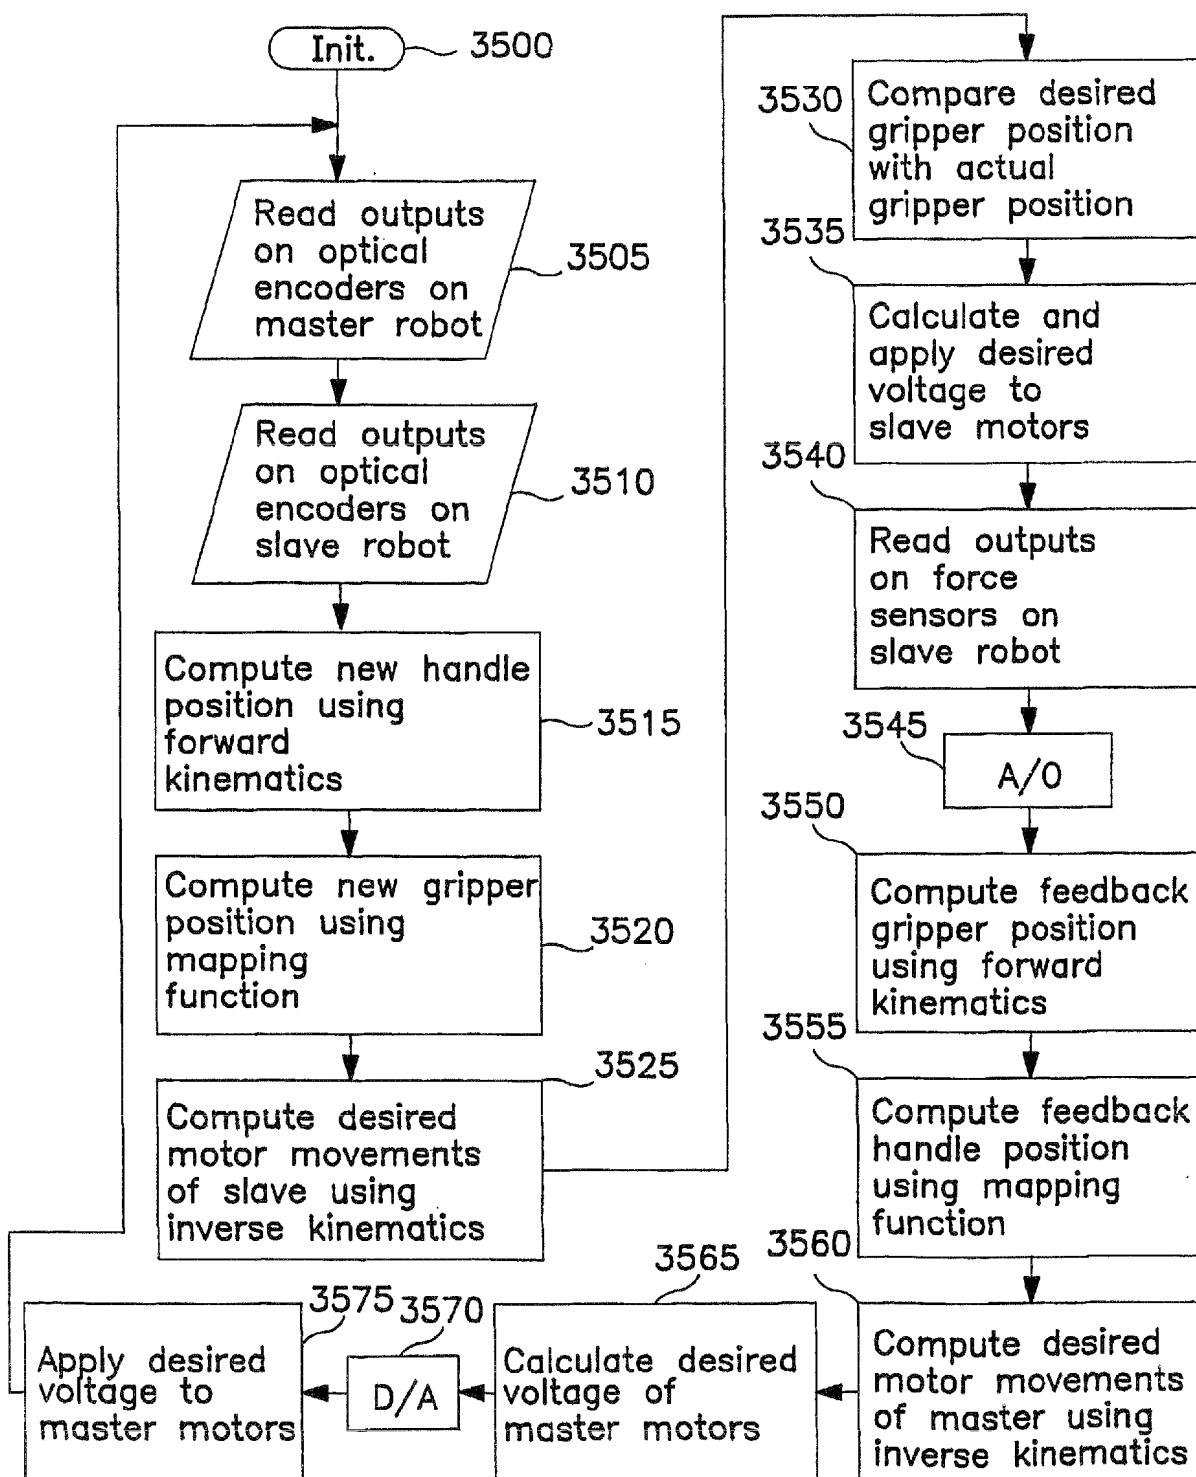 Init.
3500
Read outputs
on optical
encoders on
master robot
3505
Read outputs
on optical
encoders on
slave robot
3510
Compute new handle
position using
forward
kinematics
3515
Compute new gripper
position using
mapping
function
3520
3525
Compute desired
motor movements
of slave using
inverse kinematics
3530
Compare desired
gripper position
with actual
gripper position
3535
Calculate and
apply desired
voltage to
slave motors
3540
Read outputs
on force
sensors on
slave robot
3545
A/O
3550
Compute feedback
gripper position
using forward
kinematics
3555
Compute feedback
handle position
using mapping
function
3560
Compute desired
motor movements
of master using
inverse kinematics
3565
Calculate desired
voltage of
master motors
3570
D/A
3575
Apply desired
voltage to
master motors